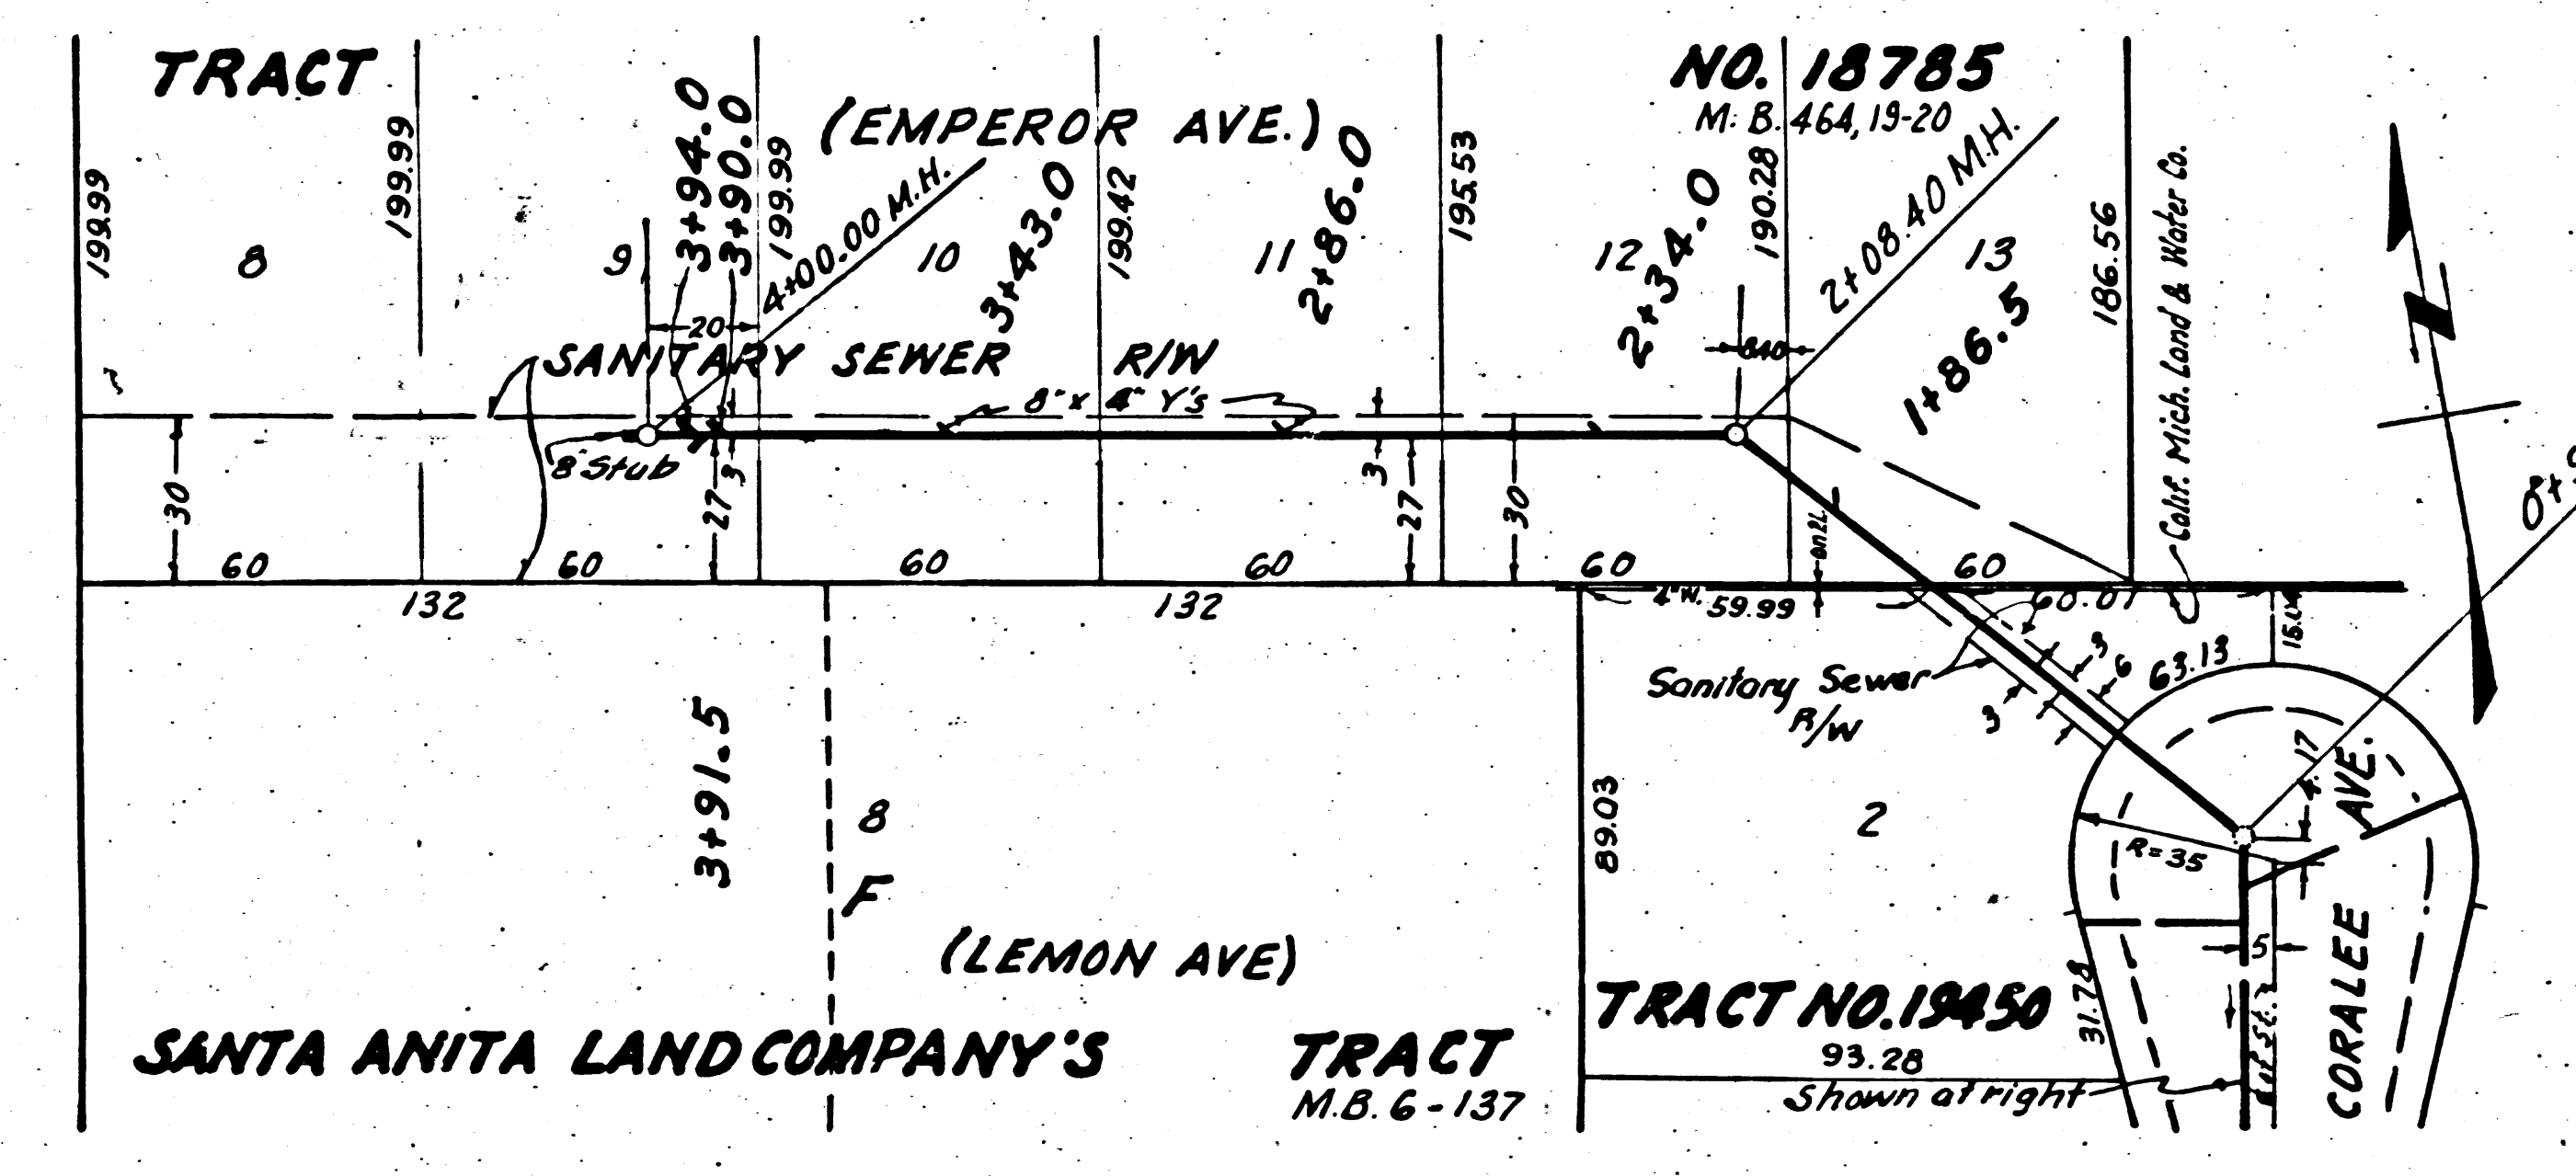 TRACT
NO. 18785
M. B. 464, 19-20
(EMPEROR AVE.)
199.99
199.99
199.99
199.42
195.53
190.28
186.56
8
9
10
11
12
13
3+94.0
3+90.0
4+00.00 M.H.
3+43.0
2+86.0
2+34.0
2+08.40 M.H.
1+86.5
Calif. Mich. Land & Water Co.
N
20
8.40
SANITARY SEWER R/W
8" x 4" Y's
8" Stub
30
27
3
3
27
30
60
60
60
60
60
60
132
132
4" W.
59.99
60.01
15.
Sanitary Sewer
R/W
3
6
3
63.13
4.17
R=35
3+91.5
8
F
89.03
2
(LEMON AVE)
5
31.78
CORALEE AVE.
SANTA ANITA LAND COMPANY'S TRACT
M.B. 6-137
TRACT NO. 19450
93.28
Shown at right